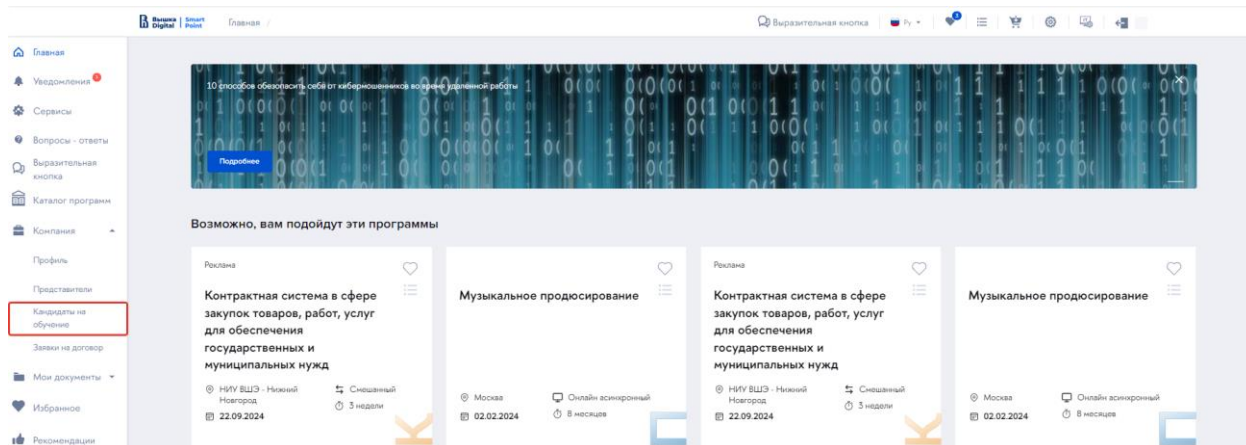 Вышка Digital | Smart Point
Главная /
Выразительная кнопка
Ру
3
Главная
Уведомления
Сервисы
Вопросы - ответы
Выразительная
кнопка
Каталог программ
Компания
Профиль
Представители
Кандидаты на
обучение
Заявки на договор
Мои документы
Избранное
Рекомендации
10 способов обезопасить себя от кибермошенников во время удаленной работы
Подробнее
Возможно, вам подойдут эти программы
Реклама
Контрактная система в сфере
закупок товаров, работ, услуг
для обеспечения
государственных и
муниципальных нужд
НИУ ВШЭ - Нижний
Новгород
Смешанный
3 недели
22.09.2024
Музыкальное продюсирование
Москва
Онлайн асинхронный
02.02.2024
8 месяцев
Реклама
Контрактная система в сфере
закупок товаров, работ, услуг
для обеспечения
государственных и
муниципальных нужд
НИУ ВШЭ - Нижний
Новгород
Смешанный
3 недели
22.09.2024
Музыкальное продюсирование
Москва
Онлайн асинхронный
02.02.2024
8 месяцев